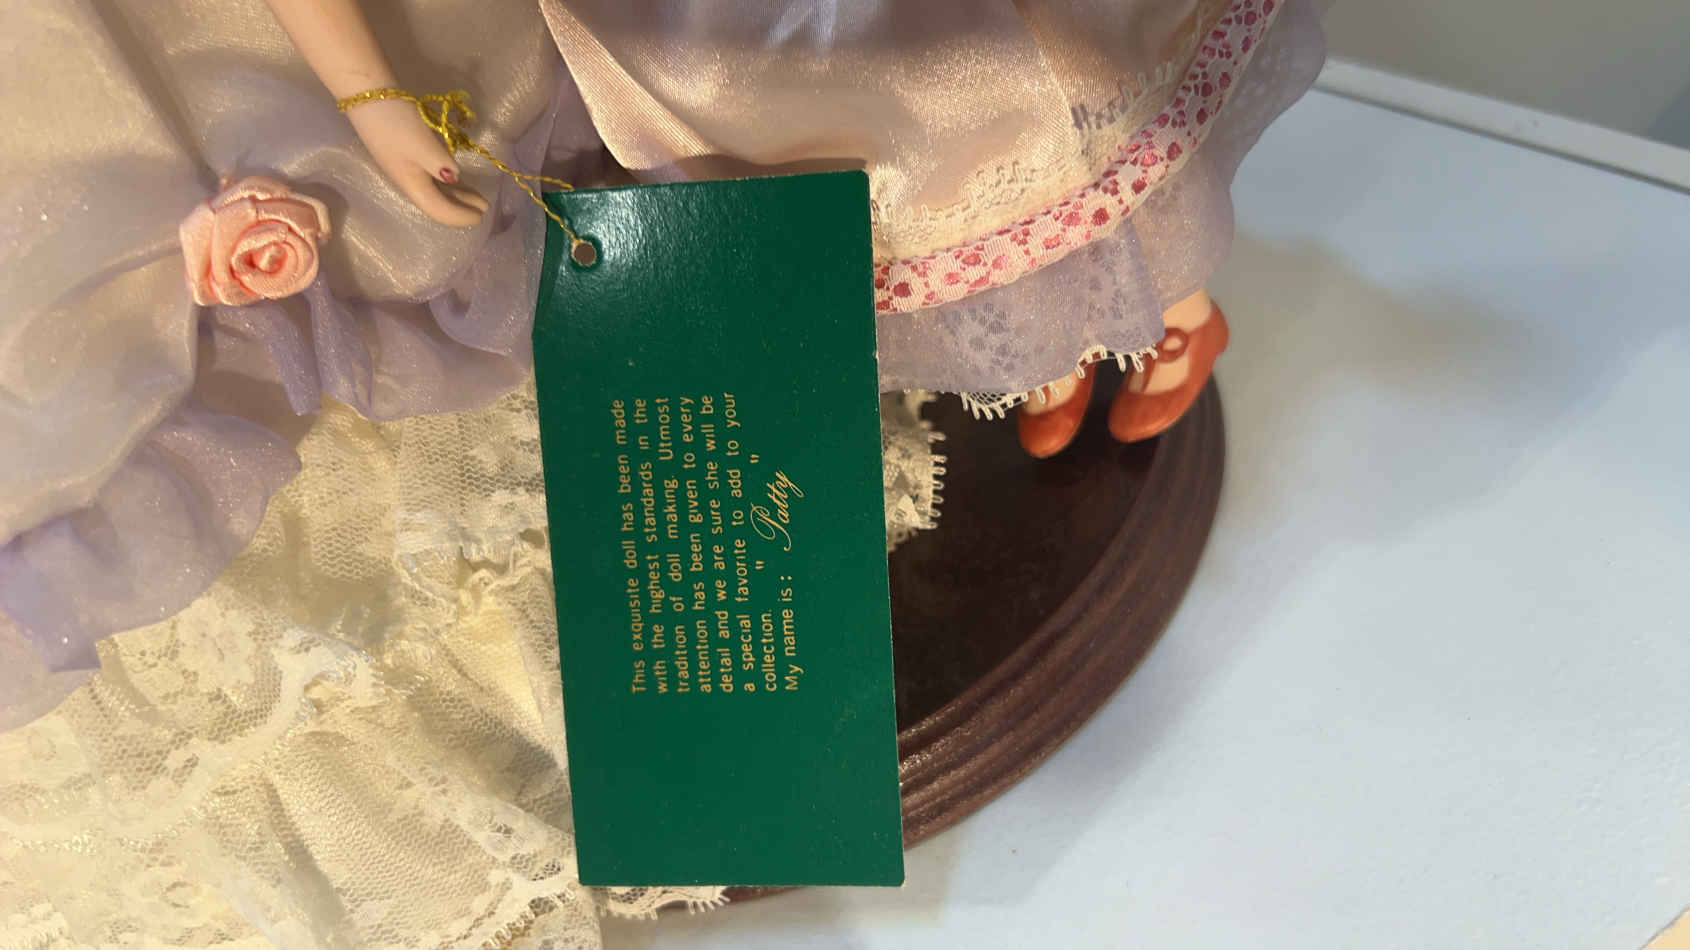 This exquisite doll has been made
with the highest standards in the
tradition of doll making. Utmost
attention has been given to every
detail and we are sure she will be
a special favorite to add to your
collection.
My name is : " Patty "